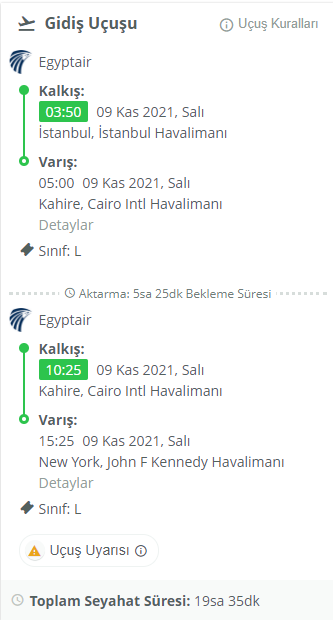 Gidiş Uçuşu
Uçuş Kuralları
Egyptair
Kalkış:
03:50 09 Kas 2021, Salı
İstanbul, İstanbul Havalimanı
Varış:
05:00 09 Kas 2021, Salı
Kahire, Cairo Intl Havalimanı
Detaylar
Sınıf: L
Aktarma: 5sa 25dk Bekleme Süresi
Egyptair
Kalkış:
10:25 09 Kas 2021, Salı
Kahire, Cairo Intl Havalimanı
Varış:
15:25 09 Kas 2021, Salı
New York, John F Kennedy Havalimanı
Detaylar
Sınıf: L
Uçuş Uyarısı
Toplam Seyahat Süresi: 19sa 35dk